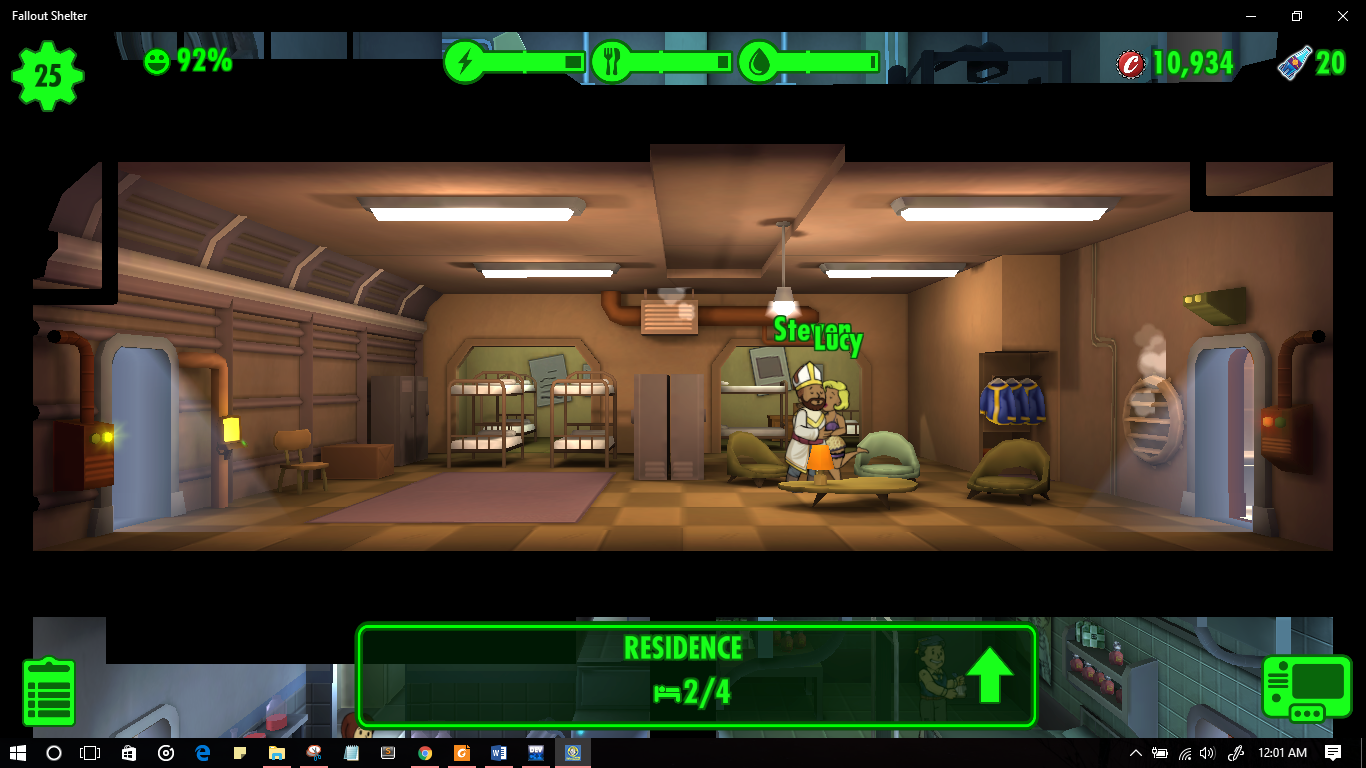 Fallout Shelter
25
92%
10,934
20
Steven
Lucy
RESIDENCE
2/4
12:01 AM